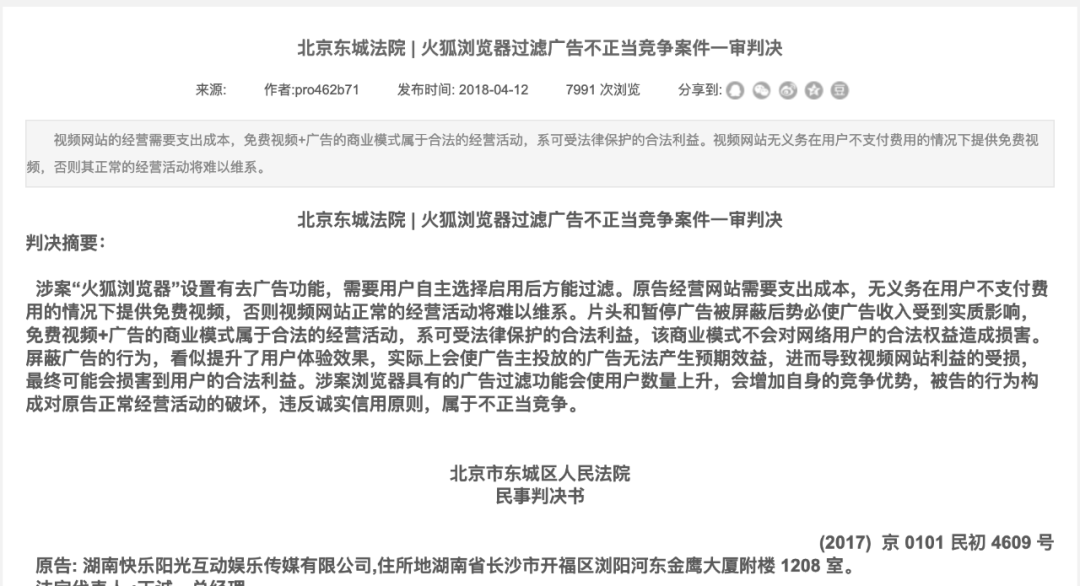 北京东城法院 | 火狐浏览器过滤广告不正当竞争案件一审判决
来源: 作者:pro462b71 发布时间: 2018-04-12 7991 次浏览 分享到:
视频网站的经营需要支出成本，免费视频+广告的商业模式属于合法的经营活动，系可受法律保护的合法利益。视频网站无义务在用户不支付费用的情况下提供免费视
频，否则其正常的经营活动将难以维系。
北京东城法院 | 火狐浏览器过滤广告不正当竞争案件一审判决
判决摘要：
涉案“火狐浏览器”设置有去广告功能，需要用户自主选择启用后方能过滤。原告经营网站需要支出成本，无义务在用户不支付费
用的情况下提供免费视频，否则视频网站正常的经营活动将难以维系。片头和暂停广告被屏蔽后势必使广告收入受到实质影响，
免费视频+广告的商业模式属于合法的经营活动，系可受法律保护的合法利益，该商业模式不会对网络用户的合法权益造成损害。
屏蔽广告的行为，看似提升了用户体验效果，实际上会使广告主投放的广告无法产生预期效益，进而导致视频网站利益的受损，
最终可能会损害到用户的合法利益。涉案浏览器具有的广告过滤功能会使用户数量上升，会增加自身的竞争优势，被告的行为构
成对原告正常经营活动的破坏，违反诚实信用原则，属于不正当竞争。
北京市东城区人民法院
民事判决书
(2017) 京 0101 民初 4609 号
原告: 湖南快乐阳光互动娱乐传媒有限公司,住所地湖南省长沙市开福区浏阳河东金鹰大厦附楼 1208 室。